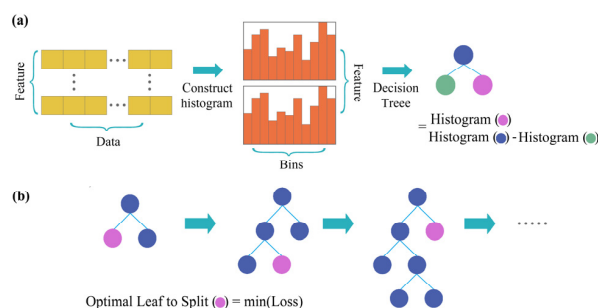 (a)
Feature
Data
Construct
histogram
Feature
Bins
Decision
Treee
Histogram ( )
=
Histogram ( ) - Histogram ( )
(b)
Optimal Leaf to Split ( ) = min(Loss)